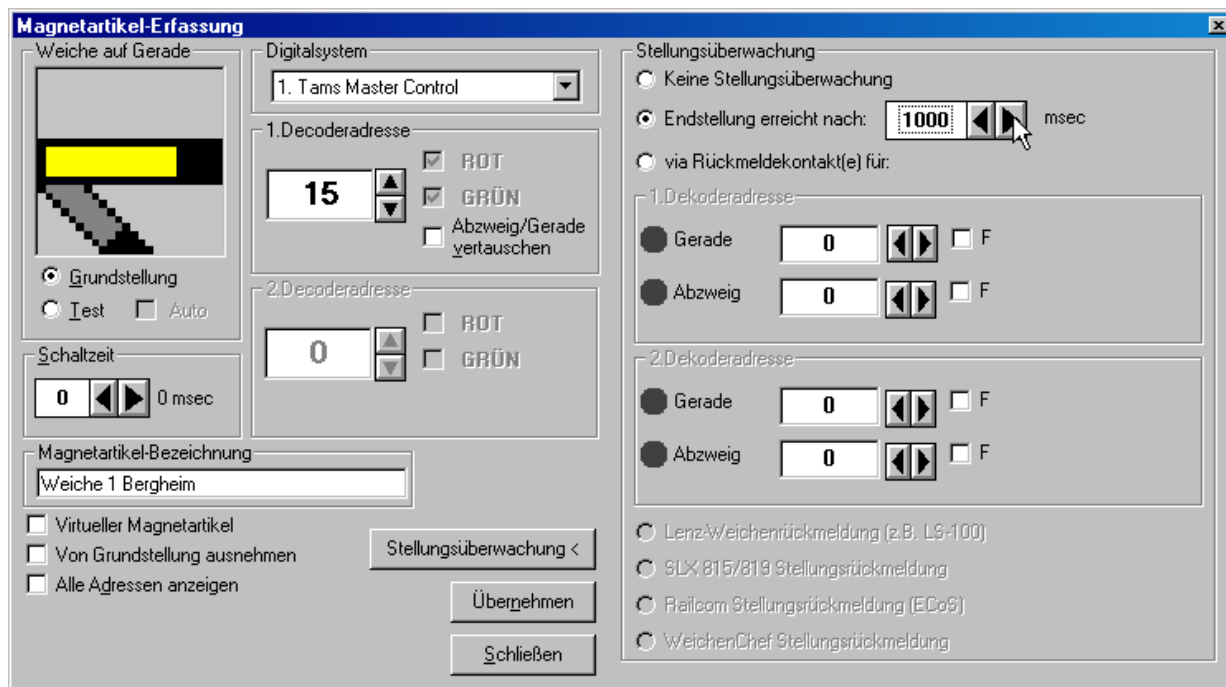 Magnetartikel-Erfassung
Weiche auf Gerade
Grundstellung
Test Auto
Schaltzeit
0 0 msec
Digitalsystem
1. Tams Master Control
1.Decoderadresse
15
ROT
GRÜN
Abzweig/Gerade
vertauschen
2.Decoderadresse
0
ROT
GRÜN
Magnetartikel-Bezeichnung
Weiche 1 Bergheim
Virtueller Magnetartikel
Von Grundstellung ausnehmen
Alle Adressen anzeigen
Stellungsüberwachung <
Übernehmen
Schließen
Stellungsüberwachung
Keine Stellungsüberwachung
Endstellung erreicht nach: 1000 msec
via Rückmeldekontakt(e) für:
1.Dekoderadresse
Gerade 0 F
Abzweig 0 F
2.Dekoderadresse
Gerade 0 F
Abzweig 0 F
Lenz-Weichenrückmeldung (z.B. LS-100)
SLX 815/819 Stellungsrückmeldung
Railcom Stellungsrückmeldung (ECoS)
WeichenChef Stellungsrückmeldung